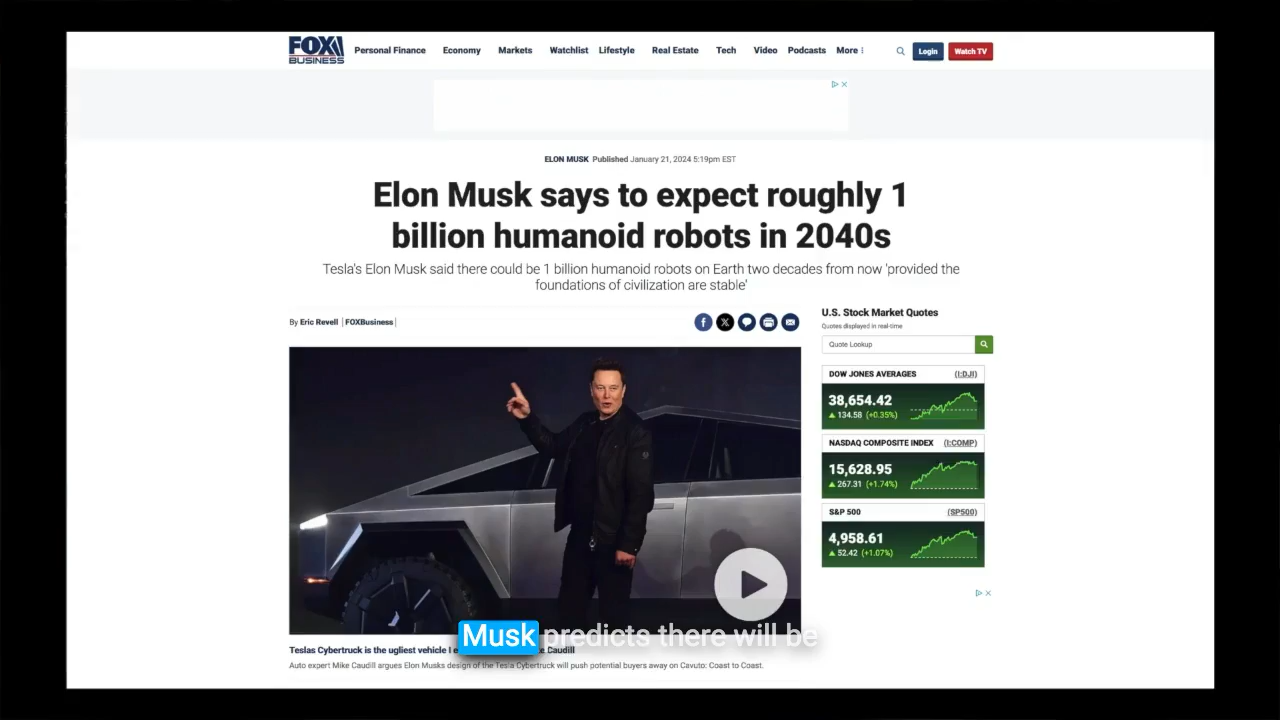 FOX BUSINESS
Personal Finance Economy Markets Watchlist Lifestyle Real Estate Tech Video Podcasts More Login Watch TV
ELON MUSK Published January 21, 2024 5:19pm EST
Elon Musk says to expect roughly 1
billion humanoid robots in 2040s
Tesla's Elon Musk said there could be 1 billion humanoid robots on Earth two decades from now 'provided the
foundations of civilization are stable'
By Eric Revell | FOXBusiness |
U.S. Stock Market Quotes
Quotes displayed in real-time
Quote Lookup
DOW JONES AVERAGES (I:DJI)
38,654.42
▲ 134.58 (+0.35%)
NASDAQ COMPOSITE INDEX (I:COMP)
15,628.95
▲ 267.31 (+1.74%)
S&P 500 (SP500)
4,958.61
▲ 52.42 (+1.07%)
Musk predicts there will be
Teslas Cybertruck is the ugliest vehicle I Caudill
Auto expert Mike Caudill argues Elon Musks design of the Tesla Cybertruck will push potential buyers away on Cavuto: Coast to Coast.